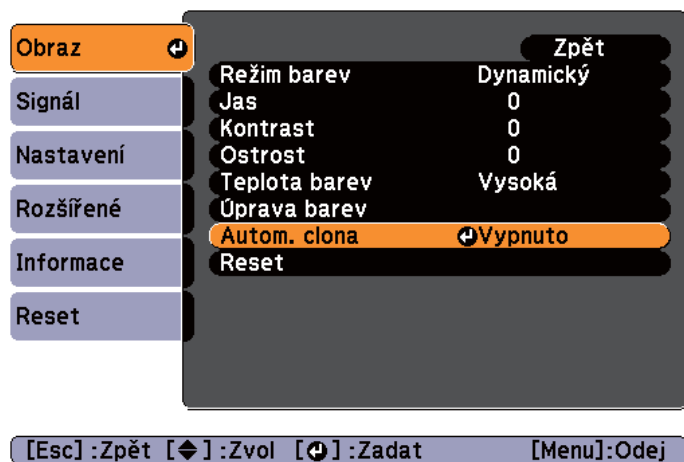 Obraz
Signál
Nastavení
Rozšířené
Informace
Reset
Zpět
Režim barev Dynamický
Jas 0
Kontrast 0
Ostrost 0
Teplota barev Vysoká
Úprava barev
Autom. clona Vypnuto
Reset
[Esc] :Zpět [ ] :Zvol [ ] :Zadat [Menu]:Odej